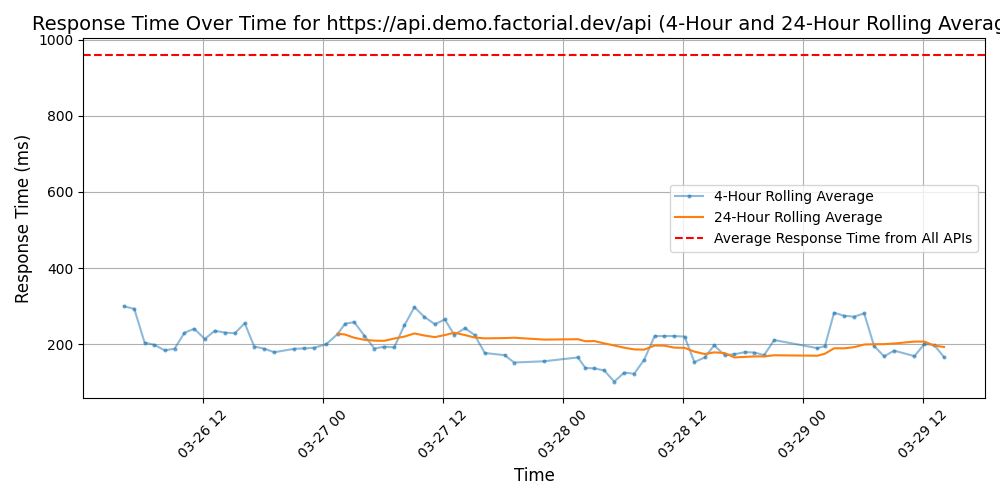 Response Time Over Time for https://api.demo.factorial.dev/api (4-Hour and 24-Hour Rolling Averag
Response Time (ms)
1000
800
600
400
200
4-Hour Rolling Average
24-Hour Rolling Average
Average Response Time from All APIs
03-26 12
03-27 00
03-27 12
03-28 00
03-28 12
03-29 00
03-29 12
Time